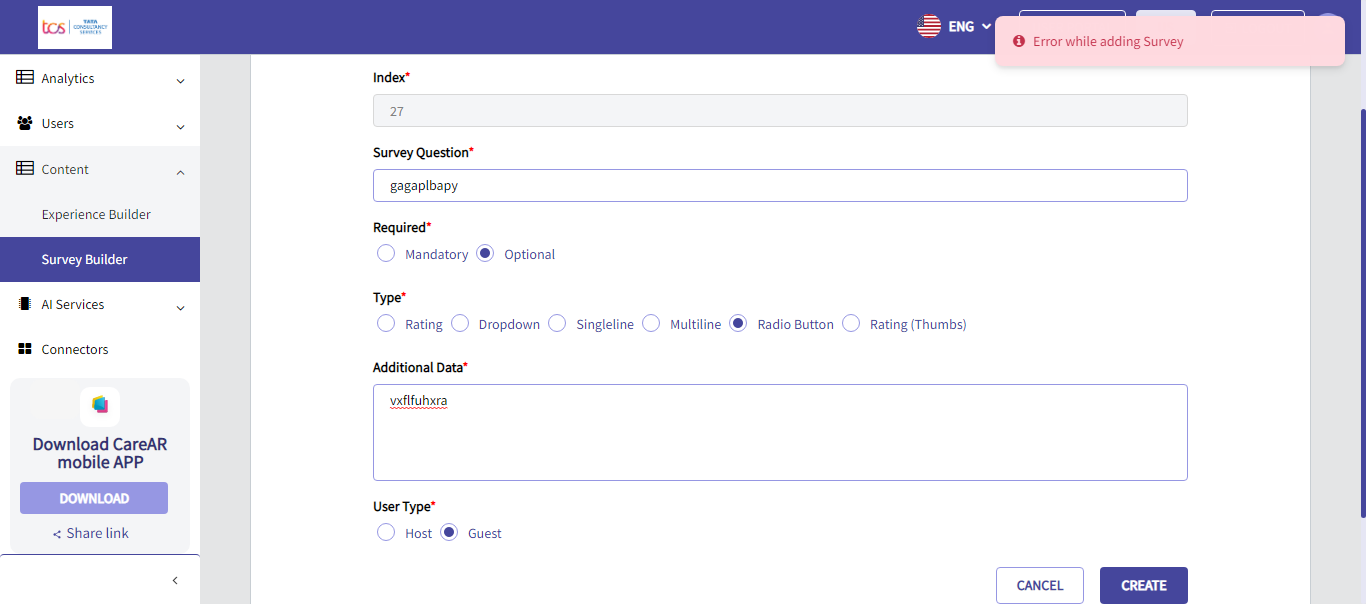 tcs TATA
CONSULTANCY
SERVICES
ENG
Error while adding Survey
Analytics
Users
Content
Experience Builder
Survey Builder
AI Services
Connectors
Download CareAR
mobile APP
DOWNLOAD
Share link
Index*
27
Survey Question*
gagaplbapy
Required*
Mandatory Optional
Type*
Rating Dropdown Singleline Multiline Radio Button Rating (Thumbs)
Additional Data*
vxflfuhxra
User Type*
Host Guest
CANCEL CREATE